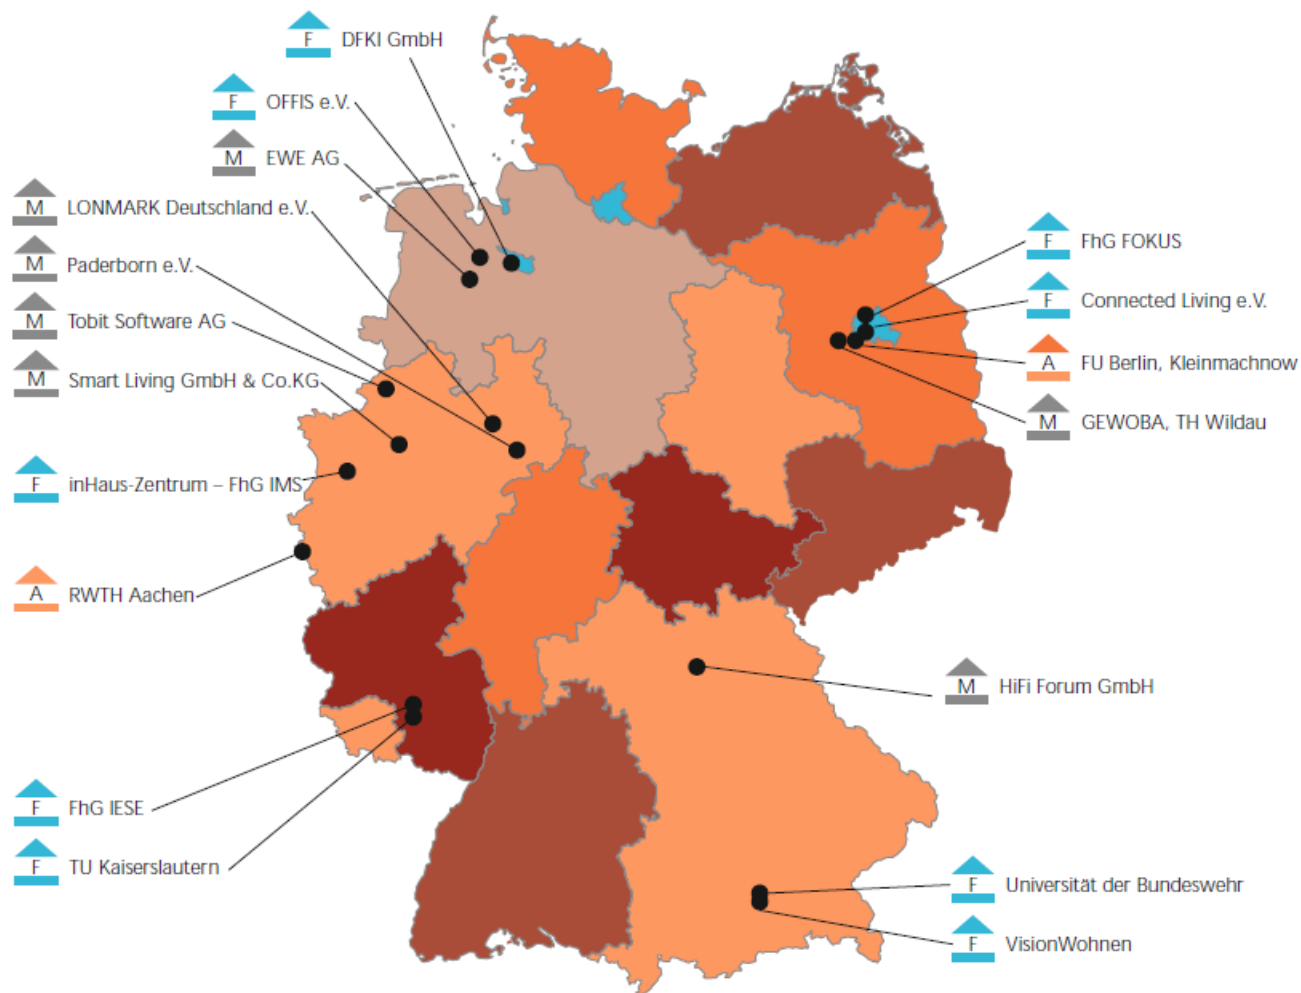 F DFKI GmbH
F OFFIS e.V.
M EWE AG
M LONMARK Deutschland e.V.
M Paderborn e.V.
M Tobit Software AG
M Smart Living GmbH & Co.KG
F inHaus-Zentrum – FhG IMS
A RWTH Aachen
F FhG IESE
F TU Kaiserslautern
F FhG FOKUS
F Connected Living e.V.
A FU Berlin, Kleinmachnow
M GEWOBA, TH Wildau
M HiFi Forum GmbH
F Universität der Bundeswehr
F VisionWohnen